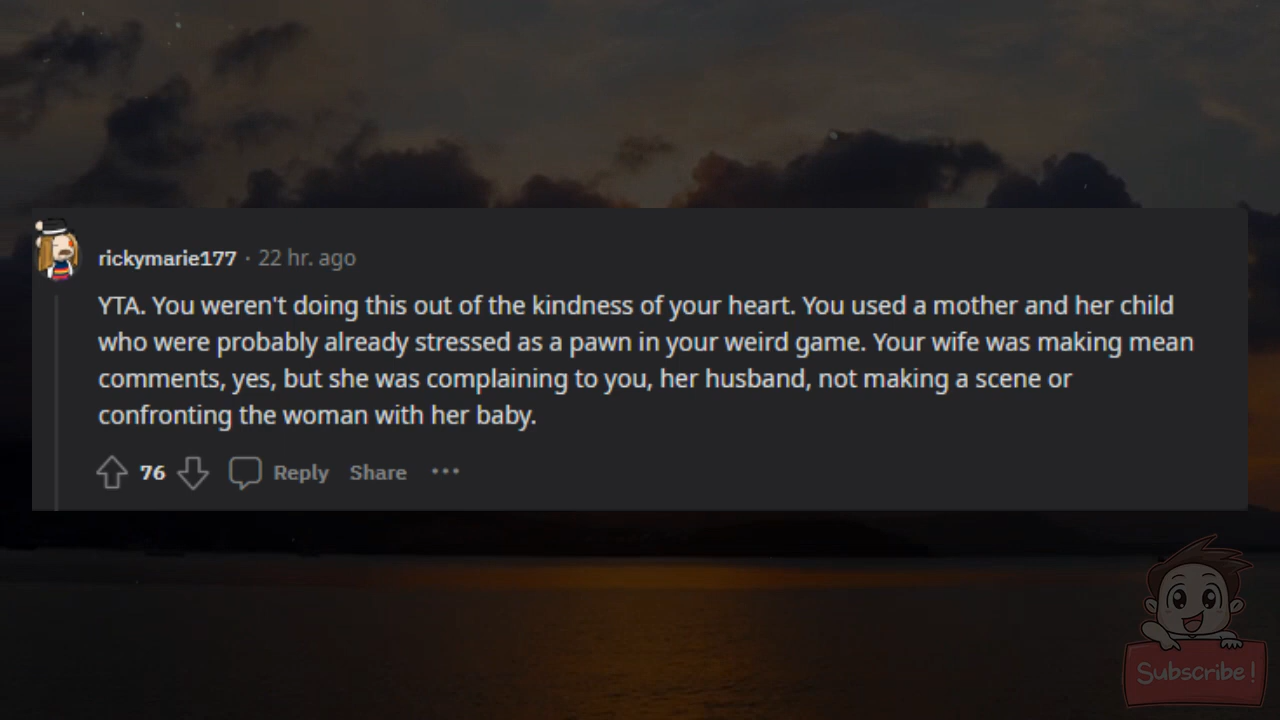 rickymarie177 · 22 hr. ago
YTA. You weren't doing this out of the kindness of your heart. You used a mother and her child
who were probably already stressed as a pawn in your weird game. Your wife was making mean
comments, yes, but she was complaining to you, her husband, not making a scene or
confronting the woman with her baby.
76 Reply Share ···
Subscribe!